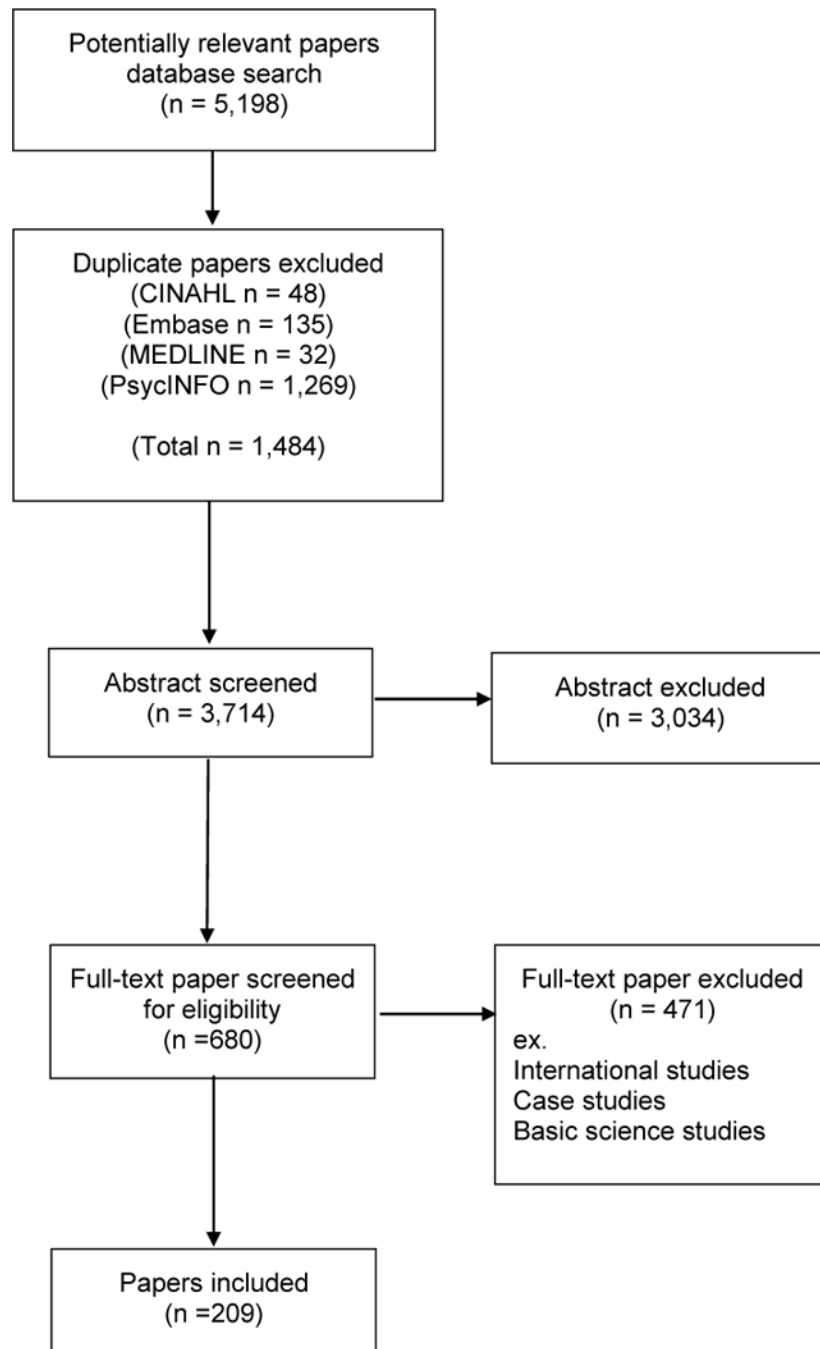 Potentially relevant papers
database search
(n = 5,198)
Duplicate papers excluded
(CINAHL n = 48)
(Embase n = 135)
(MEDLINE n = 32)
(PsycINFO n = 1,269)
(Total n = 1,484)
Abstract screened
(n = 3,714)
Abstract excluded
(n = 3,034)
Full-text paper screened
for eligibility
(n =680)
Full-text paper excluded
(n = 471)
ex.
International studies
Case studies
Basic science studies
Papers included
(n =209)